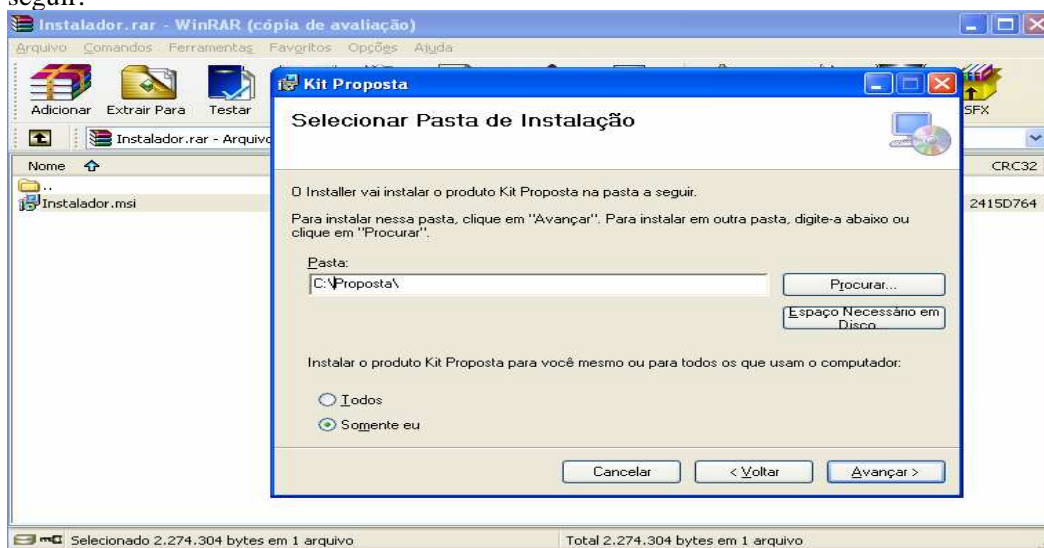 seguir:
Instalador.rar - WinRAR (cópia de avaliação)
Arquivo Comandos Ferramentas Favoritos Opções Ajuda
Adicionar Extrair Para Testar SFX
Kit Proposta
Selecionar Pasta de Instalação
Instalador.rar - Arquivo
Nome CRC32
..
Instalador.msi 2415D764
O Installer vai instalar o produto Kit Proposta na pasta a seguir.
Para instalar nessa pasta, clique em "Avançar". Para instalar em outra pasta, digite-a abaixo ou
clique em "Procurar".
Pasta:
C:\Proposta\
Procurar...
Espaço Necessário em
Disco
Instalar o produto Kit Proposta para você mesmo ou para todos os que usam o computador:
Todos
Somente eu
Cancelar < Voltar Avançar >
Selecionado 2.274.304 bytes em 1 arquivo Total 2.274.304 bytes em 1 arquivo